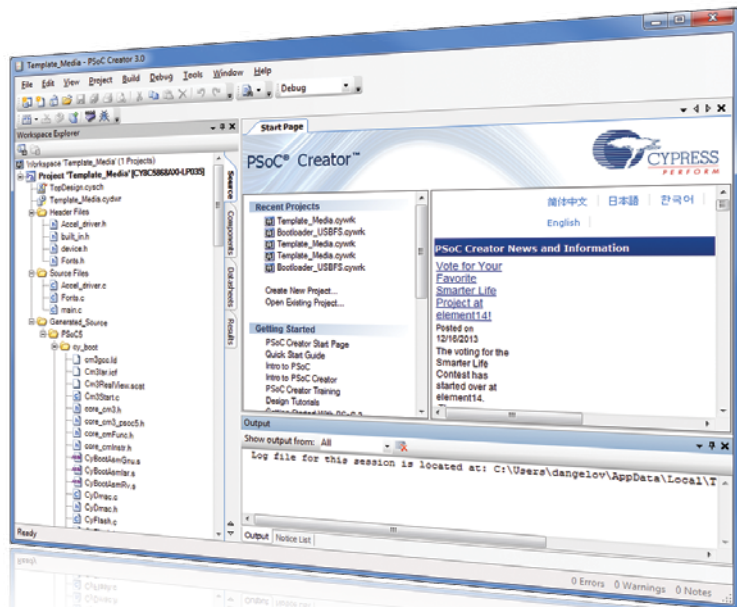 Template_Media - PSoC Creator 3.0
File Edit View Project Build Debug Tools Window Help
Debug
Workspace Explorer
Workspace 'Template_Media' (1 Projects)
Project 'Template_Media' [CY8C5868AXI-LP035]
TopDesign.cysch
Template_Media.cydwr
Header Files
Accel_driver.h
built_in.h
device.h
Fonts.h
Source Files
Accel_driver.c
Fonts.c
main.c
Generated_Source
PSoC5
cy_boot
cm3gcc.ld
Cm3Iar.icf
Cm3RealView.scat
Cm3Start.c
core_cm3.h
core_cm3_psoc5.h
core_cmFunc.h
core_cmInstr.h
CyBootAsmGnu.s
CyBootAsmIar.s
CyBootAsmRv.s
CyDmac.c
CyDmac.h
CyFlash.c
Ready
Source
Components
Datasheets
Results
Start Page
PSoC® Creator™
CYPRESS
PERFORM
Recent Projects
Template_Media.cywrk
Bootloader_USBFS.cywrk
Template_Media.cywrk
Template_Media.cywrk
Bootloader_USBFS.cywrk
Create New Project...
Open Existing Project...
Getting Started
PSoC Creator Start Page
Quick Start Guide
Intro to PSoC
Intro to PSoC Creator
PSoC Creator Training
Design Tutorials
简体中文 日本語 한국어
English
PSoC Creator News and Information
Vote for Your
Favorite
Smarter Life
Project at
element14!
Posted on
12/16/2013
The voting for the
Smarter Life
Contest has
started over at
element14.
Output
Show output from: All
Log file for this session is located at: C:\Users\dangelov\AppData\Local\T
Output Notice List
0 Errors 0 Warnings 0 Notes